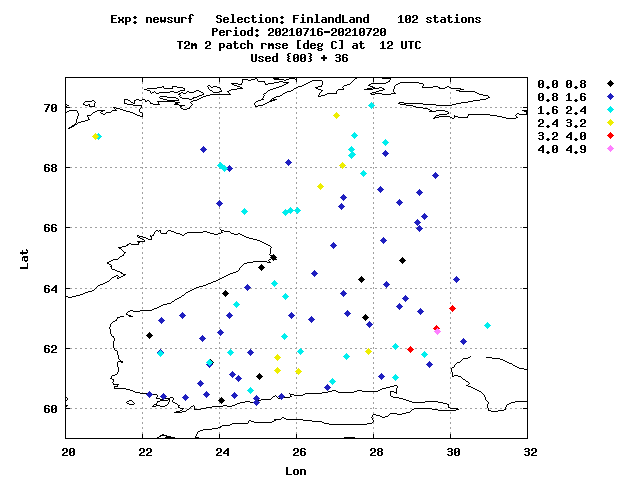 Exp: newsurf   Selection: FinlandLand    102 stations
Period: 20210716-20210720
T2m 2 patch rmse [deg C] at  12 UTC
Used {00} + 36
0.0 0.8
0.8 1.6
1.6 2.4
2.4 3.2
3.2 4.0
4.0 4.9
70
68
66
64
62
60
Lat
20 22 24 26 28 30 32
Lon